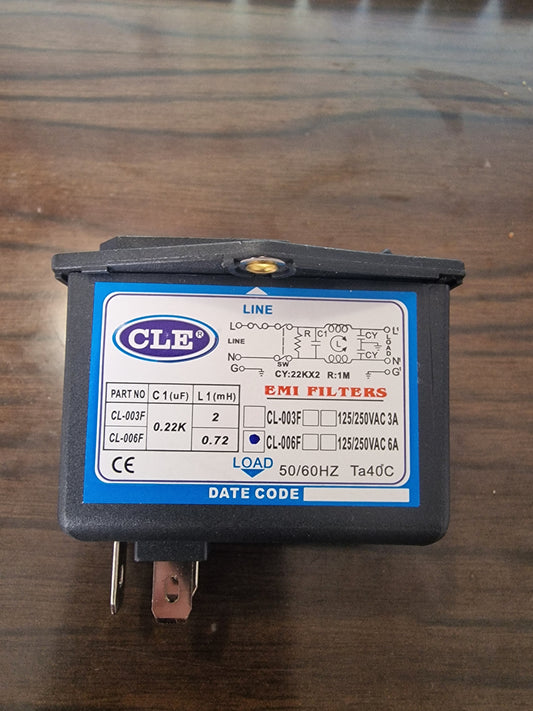 LINE
CLE®
L
R
C1
CY
L'
LINE
L
LOAD
N
CY
N'
G
SW
G'
CY:22KX2 R:1M
EMI FILTERS
PART NO C1(uF) L1(mH)
CL-003F 0.22K 2
CL-006F 0.72
CL-003F 125/250VAC 3A
CL-006F 125/250VAC 6A
CE
LOAD
50/60HZ Ta40°C
DATE CODE